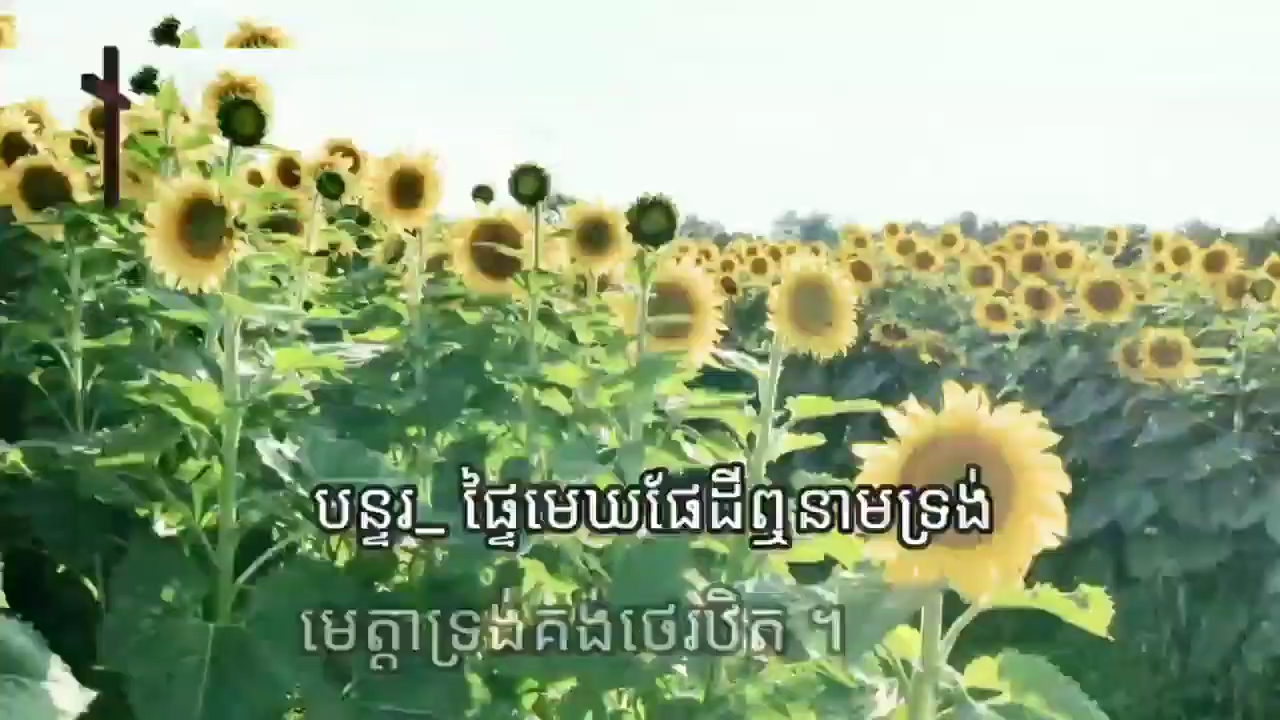 បន្ទរ_ ផ្ទៃមេឃផែដីឮនាមទ្រង់
មេត្តាទ្រង់គង់ថេរឋិត ។